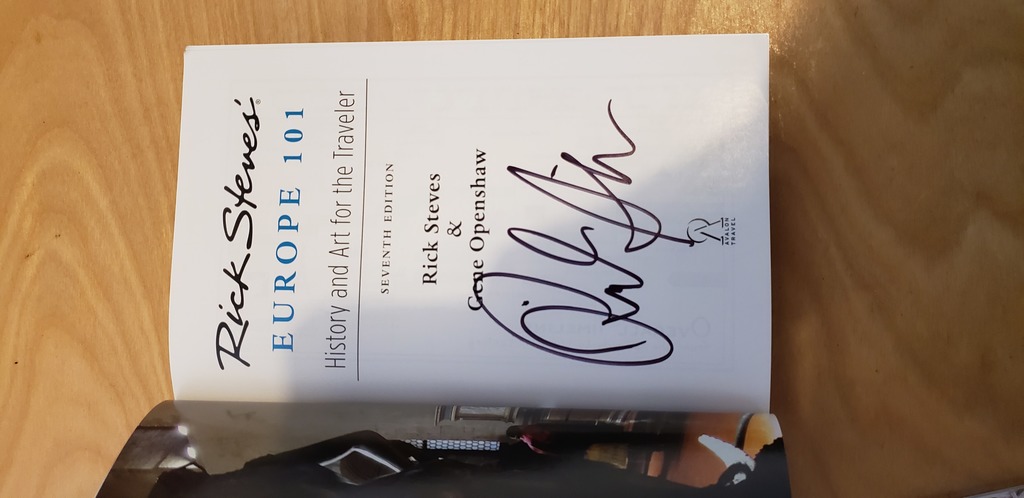 Rick Steves'®
EUROPE 101
History and Art for the Traveler
SEVENTH EDITION
Rick Steves
&
Gene Openshaw
AVALON
TRAVEL